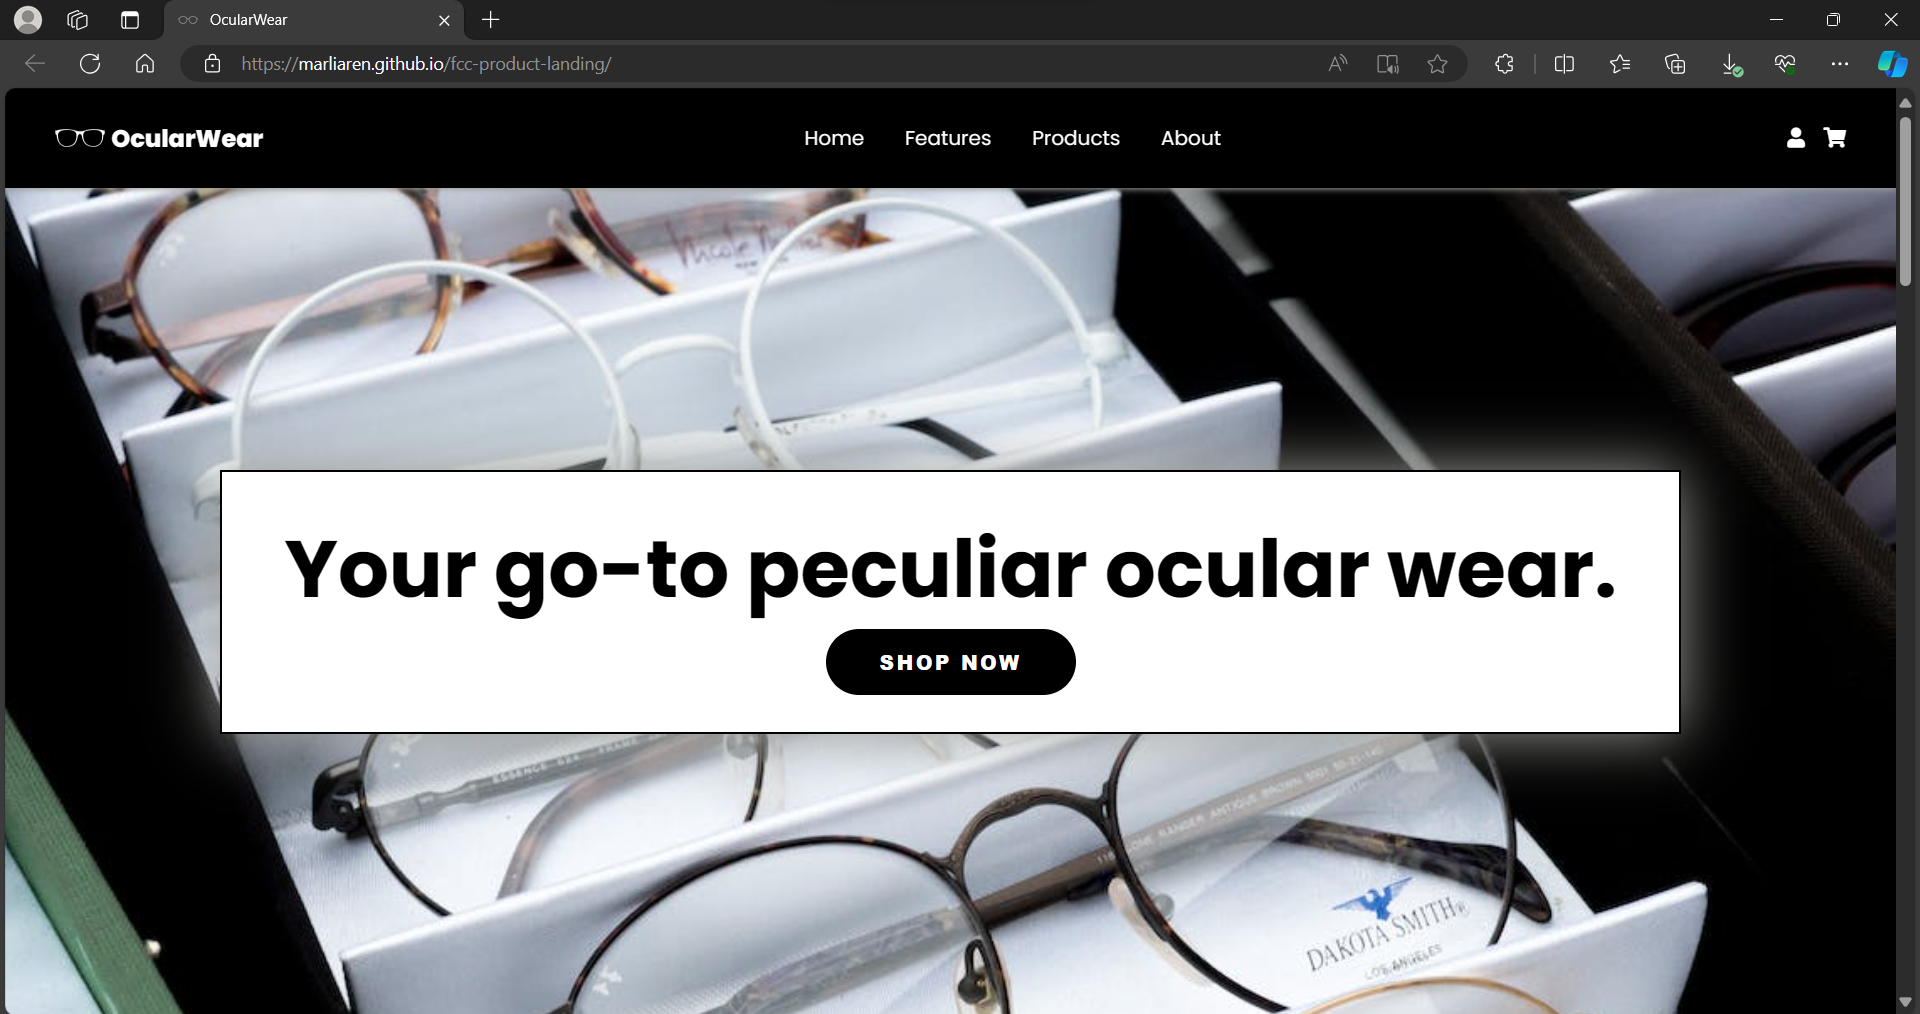 OcularWear
https://marliaren.github.io/fcc-product-landing/
OcularWear
Home Features Products About
Your go-to peculiar ocular wear.
SHOP NOW
DAKOTA SMITH®
LOS ANGELES